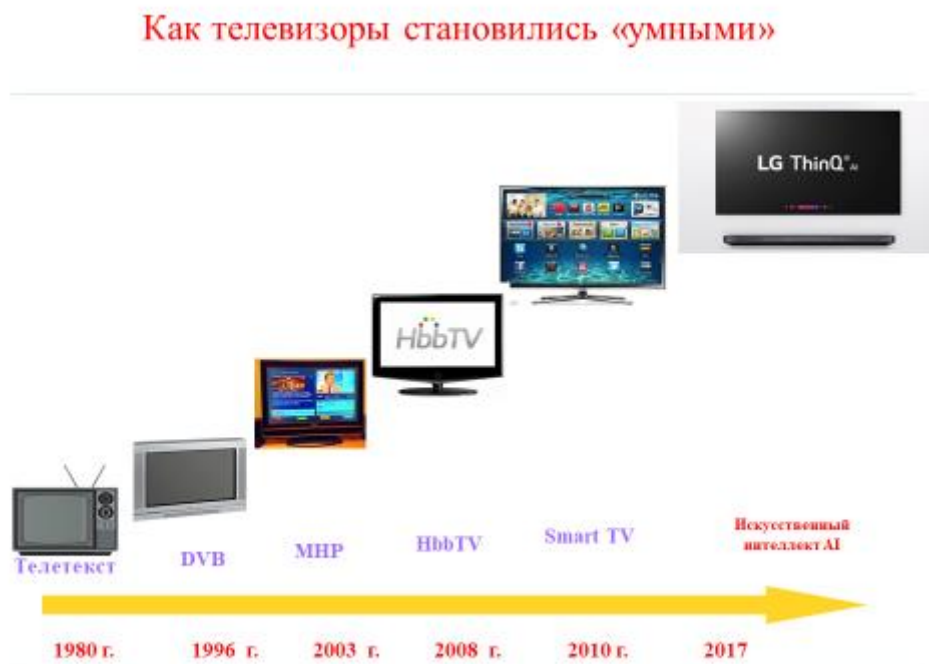 Как телевизоры становились «умными»
LG ThinQ AI
HbbTV
Телетекст
DVB
MHP
HbbTV
Smart TV
Искусственный
интеллект AI
1980 г.
1996 г.
2003 г.
2008 г.
2010 г.
2017